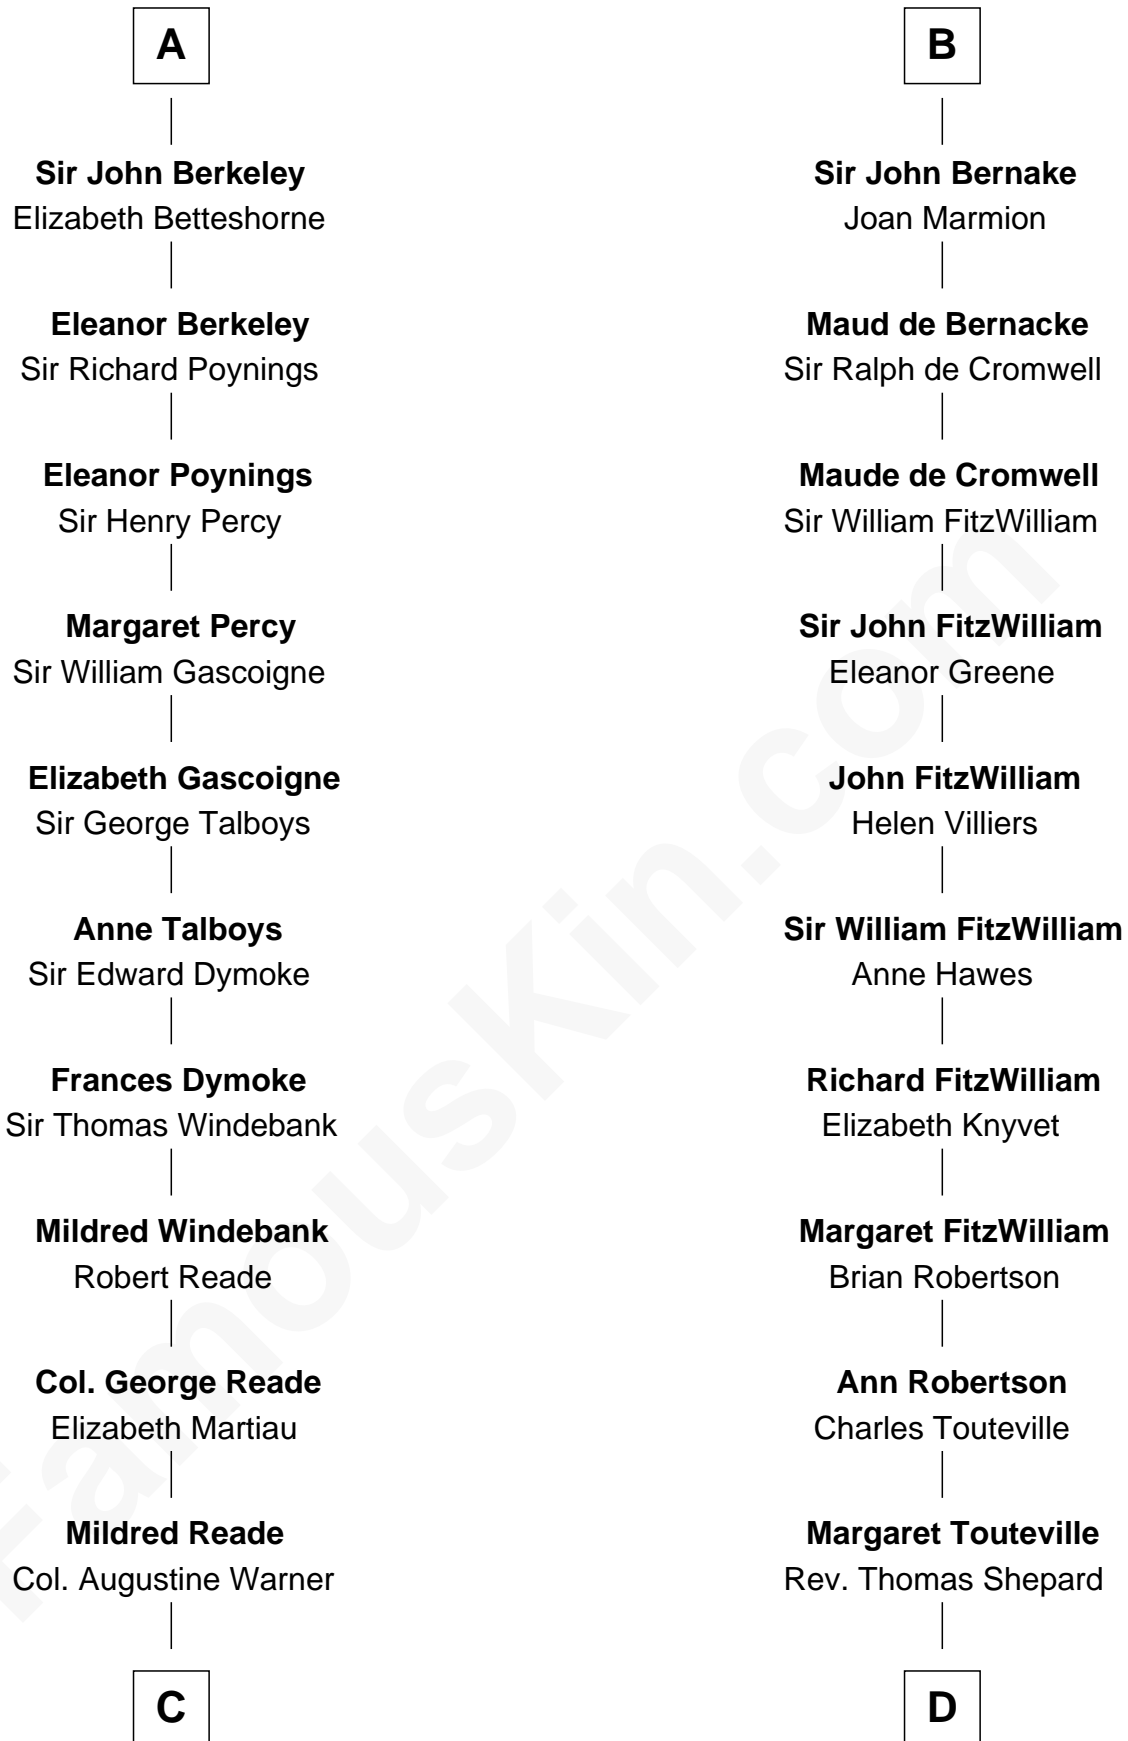 A
Sir John Berkeley
Elizabeth Betteshorne
Eleanor Berkeley
Sir Richard Poynings
Eleanor Poynings
Sir Henry Percy
Margaret Percy
Sir William Gascoigne
Elizabeth Gascoigne
Sir George Talboys
Anne Talboys
Sir Edward Dymoke
Frances Dymoke
Sir Thomas Windebank
Mildred Windebank
Robert Reade
Col. George Reade
Elizabeth Martiau
Mildred Reade
Col. Augustine Warner
C
B
Sir John Bernake
Joan Marmion
Maud de Bernacke
Sir Ralph de Cromwell
Maude de Cromwell
Sir William FitzWilliam
Sir John FitzWilliam
Eleanor Greene
John FitzWilliam
Helen Villiers
Sir William FitzWilliam
Anne Hawes
Richard FitzWilliam
Elizabeth Knyvet
Margaret FitzWilliam
Brian Robertson
Ann Robertson
Charles Touteville
Margaret Touteville
Rev. Thomas Shepard
D
FamousKin.com